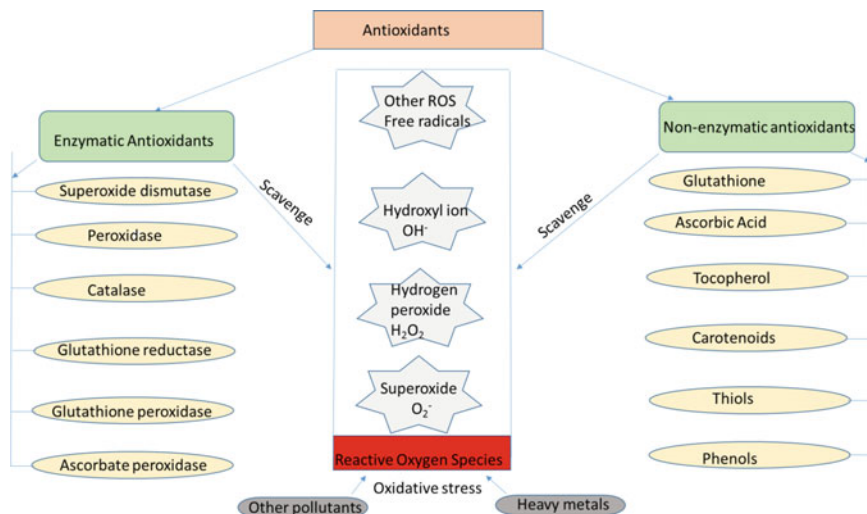 Antioxidants
Enzymatic Antioxidants
Superoxide dismutase
Peroxidase
Catalase
Glutathione reductase
Glutathione peroxidase
Ascorbate peroxidase
Scavenge
Other ROS
Free radicals
Hydroxyl ion
OH⁻
Hydrogen
peroxide
H₂O₂
Superoxide
O₂⁻
Reactive Oxygen Species
Oxidative stress
Other pollutants
Heavy metals
Scavenge
Non-enzymatic antioxidants
Glutathione
Ascorbic Acid
Tocopherol
Carotenoids
Thiols
Phenols